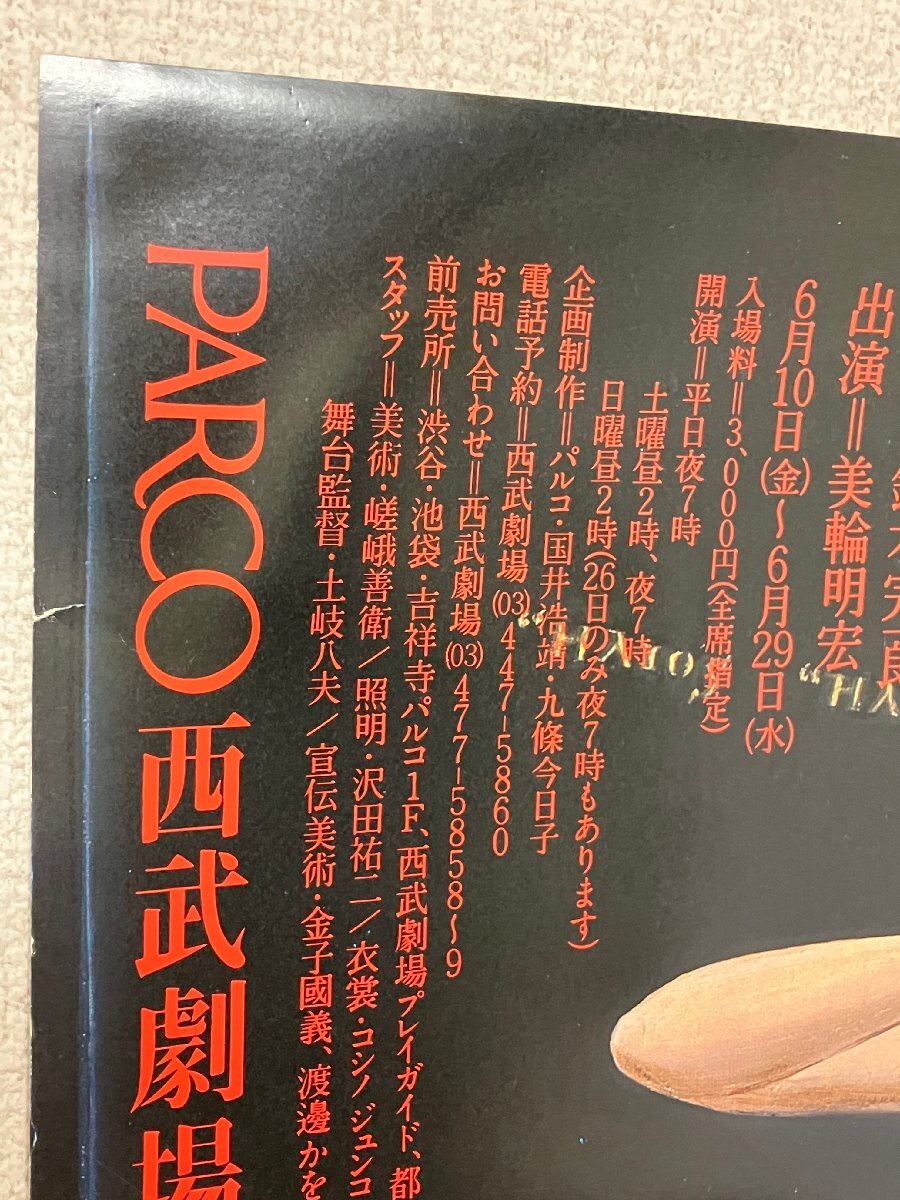 出演＝美輪明宏
6月10日(金)〜6月29日(水)
入場料＝3,000円(全席指定)
開演＝平日夜7時
土曜昼2時、夜7時
日曜昼2時(26日のみ夜7時もあります)
企画制作＝パルコ・国井浩靖・九條今日子
電話予約＝西武劇場(03)447-5860
お問い合わせ＝西武劇場(03)477-5858〜9
前売所＝渋谷・池袋・吉祥寺パルコ1F、西武劇場プレイガイド、都
スタッフ＝美術・嵯峨善衛／照明・沢田祐二／衣裳・コシノジュンコ
舞台監督・土岐八夫／宣伝美術・金子國義、渡邉かを
PARCO西武劇場